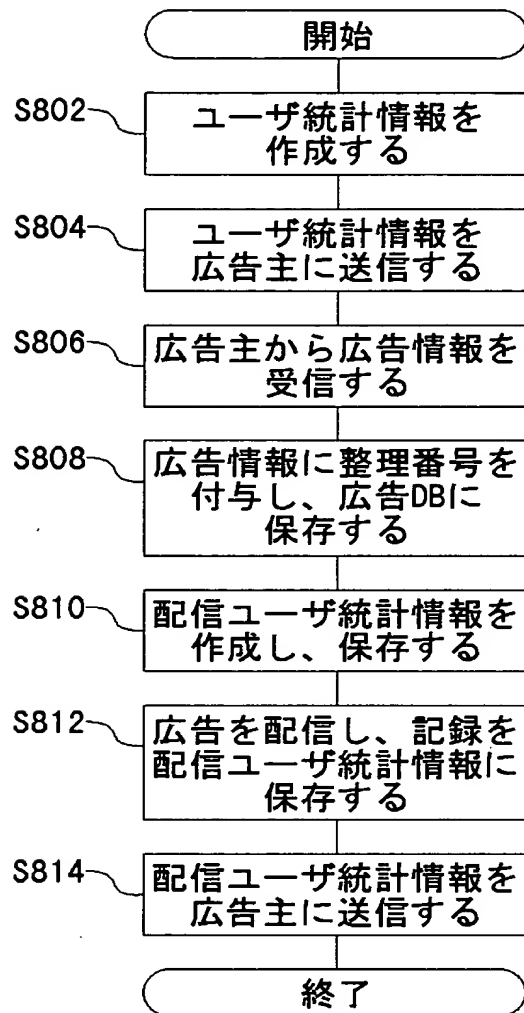 開始
S802
ユーザ統計情報を
作成する
S804
ユーザ統計情報を
広告主に送信する
S806
広告主から広告情報を
受信する
S808
広告情報に整理番号を
付与し、広告DBに
保存する
S810
配信ユーザ統計情報を
作成し、保存する
S812
広告を配信し、記録を
配信ユーザ統計情報に
保存する
S814
配信ユーザ統計情報を
広告主に送信する
終了